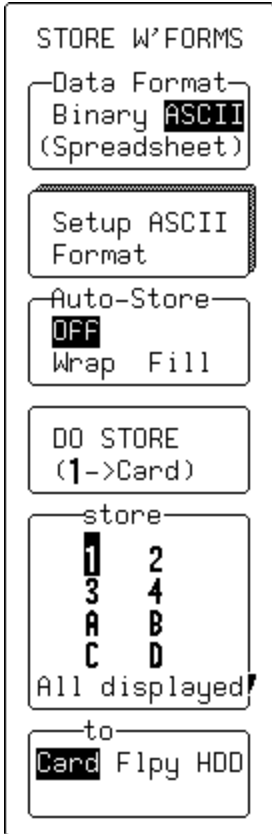 STORE W'FORMS
Data Format
Binary ASCII
(Spreadsheet)
Setup ASCII
Format
Auto-Store
OFF
Wrap Fill
DO STORE
(1->Card)
store
1 2
3 4
A B
C D
All displayed
to
Card Flpy HDD